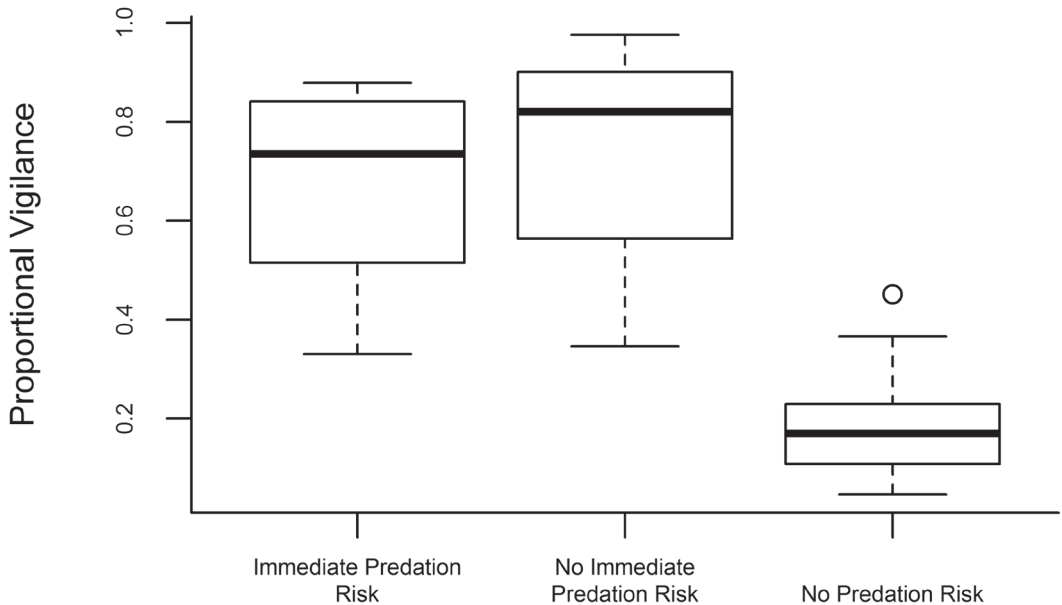 Proportional Vigilance
1.0
0.8
0.6
0.4
0.2
Immediate Predation
Risk
No Immediate
Predation Risk
No Predation Risk